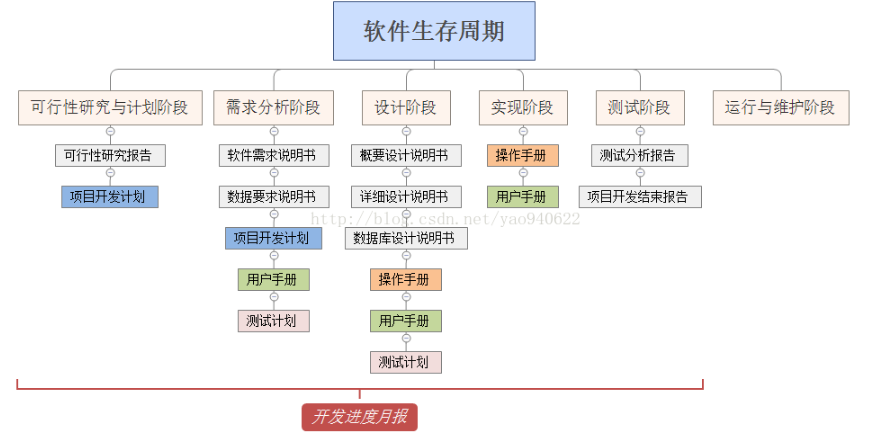 软件生存周期
可行性研究与计划阶段
需求分析阶段
设计阶段
实现阶段
测试阶段
运行与维护阶段
可行性研究报告
软件需求说明书
概要设计说明书
操作手册
测试分析报告
项目开发计划
数据要求说明书
详细设计说明书
用户手册
项目开发结束报告
http://blog.csdn.net/yao940622
项目开发计划
数据库设计说明书
用户手册
操作手册
测试计划
用户手册
测试计划
开发进度月报